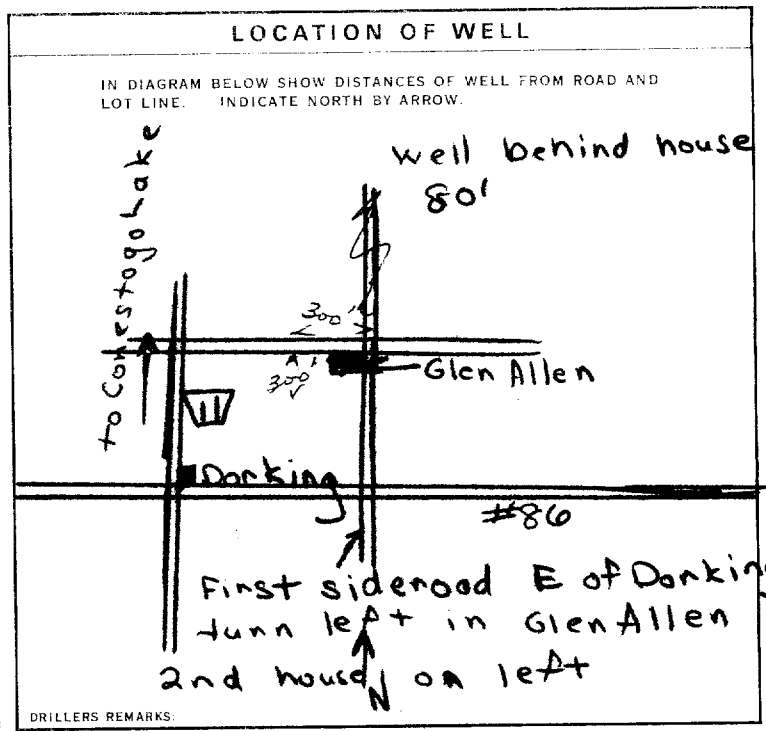 LOCATION OF WELL
IN DIAGRAM BELOW SHOW DISTANCES OF WELL FROM ROAD AND
LOT LINE. INDICATE NORTH BY ARROW.
well behind house
80'
to Conestogo Lake
300'
300'
Glen Allen
Dorking
#86
First sideroad E of Dorking
turn left in Glen Allen
2nd house on left
N
DRILLERS REMARKS: